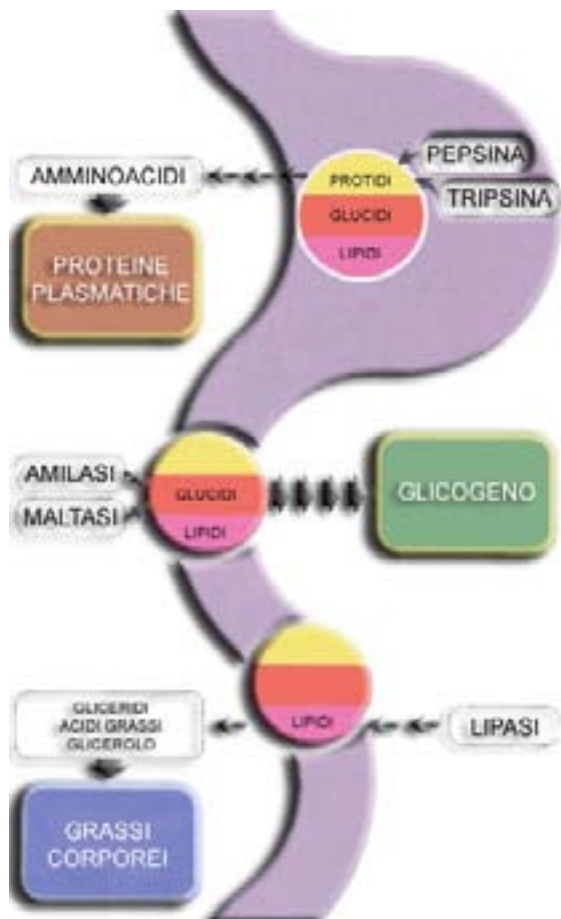 PEPSINA
AMMINOACIDI
PROTIDI
TRIPSINA
GLUCIDI
LIPIDI
PROTEINE
PLASMATICHE
AMILASI
MALTASI
GLUCIDI
LIPIDI
GLICOGENO
GLICERIDI
ACIDI GRASSI
GLICEROLO
LIPIDI
LIPASI
GRASSI
CORPOREI